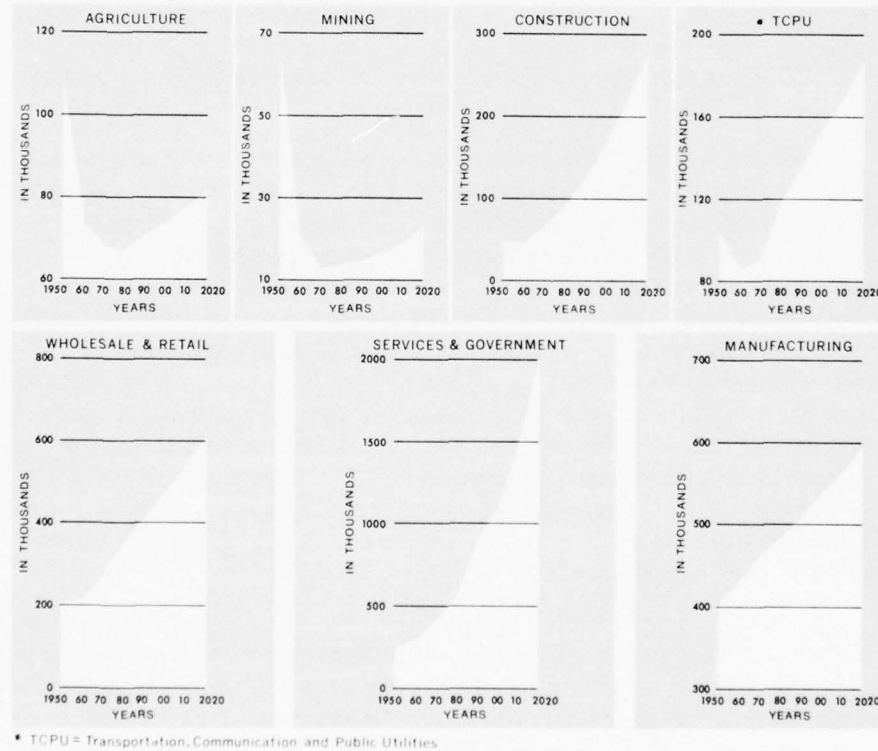 AGRICULTURE
120
100
80
60
IN THOUSANDS
1950 60 70 80 90 00 10 2020
YEARS
MINING
70
50
30
10
IN THOUSANDS
1950 60 70 80 90 00 10 2020
YEARS
CONSTRUCTION
300
200
100
0
IN THOUSANDS
1950 60 70 80 90 00 10 2020
YEARS
* TCPU
200
160
120
80
IN THOUSANDS
1950 60 70 80 90 00 10 2020
YEARS
WHOLESALE & RETAIL
800
600
400
200
0
IN THOUSANDS
1950 60 70 80 90 00 10 2020
YEARS
SERVICES & GOVERNMENT
2000
1500
1000
500
0
IN THOUSANDS
1950 60 70 80 90 00 10 2020
YEARS
MANUFACTURING
700
600
500
400
300
IN THOUSANDS
1950 60 70 80 90 00 10 2020
YEARS
* TCPU = Transportation, Communication and Public Utilities